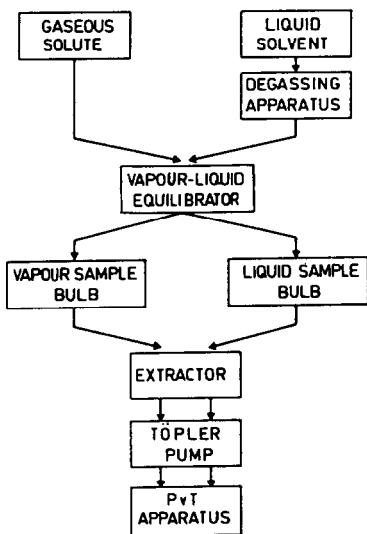 GASEOUS
SOLUTE
LIQUID
SOLVENT
DEGASSING
APPARATUS
VAPOUR-LIQUID
EQUILIBRATOR
VAPOUR SAMPLE
BULB
LIQUID SAMPLE
BULB
EXTRACTOR
TÖPLER
PUMP
PVT
APPARATUS